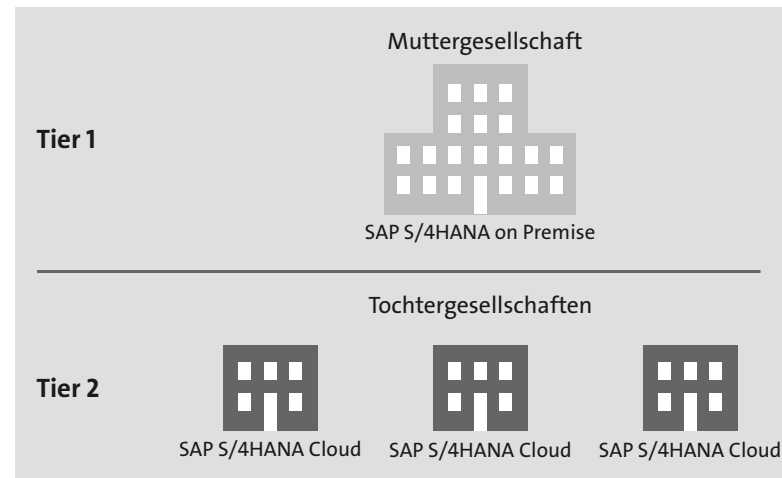 Muttergesellschaft
Tier 1
SAP S/4HANA on Premise
Tochtergesellschaften
Tier 2
SAP S/4HANA Cloud
SAP S/4HANA Cloud
SAP S/4HANA Cloud